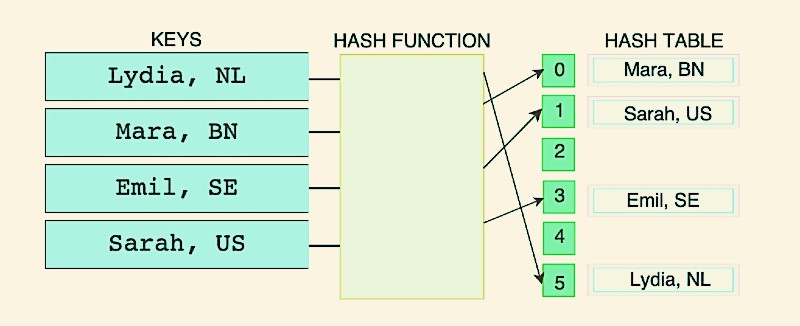 KEYS
HASH FUNCTION
HASH TABLE
Lydia, NL
Mara, BN
Emil, SE
Sarah, US
0
Mara, BN
1
Sarah, US
2
3
Emil, SE
4
5
Lydia, NL